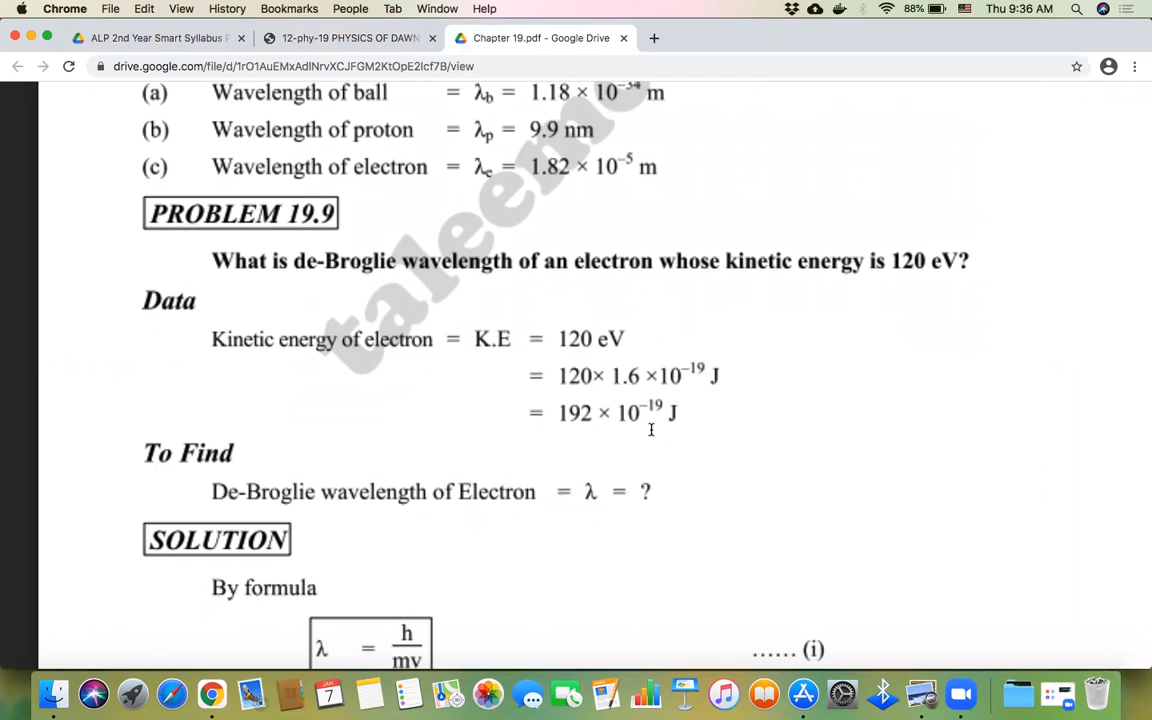 Chrome File Edit View History Bookmarks People Tab Window Help 88% Thu 9:36 AM
ALP 2nd Year Smart Syllabus P 12-phy-19 PHYSICS OF DAWN Chapter 19.pdf - Google Drive
drive.google.com/file/d/1rO1AuEMxAdlNrvXCJFGM2KtOpE2Icf7B/view
(a) Wavelength of ball = λb = 1.18 × 10⁻³⁴ m
(b) Wavelength of proton = λp = 9.9 nm
(c) Wavelength of electron = λe = 1.82 × 10⁻⁵ m
PROBLEM 19.9
What is de-Broglie wavelength of an electron whose kinetic energy is 120 eV?
Data
Kinetic energy of electron = K.E = 120 eV
= 120× 1.6 ×10⁻¹⁹ J
= 192 × 10⁻¹⁹ J
To Find
De-Broglie wavelength of Electron = λ = ?
SOLUTION
By formula
λ = h/mv ...... (i)
taleem
JAN
7